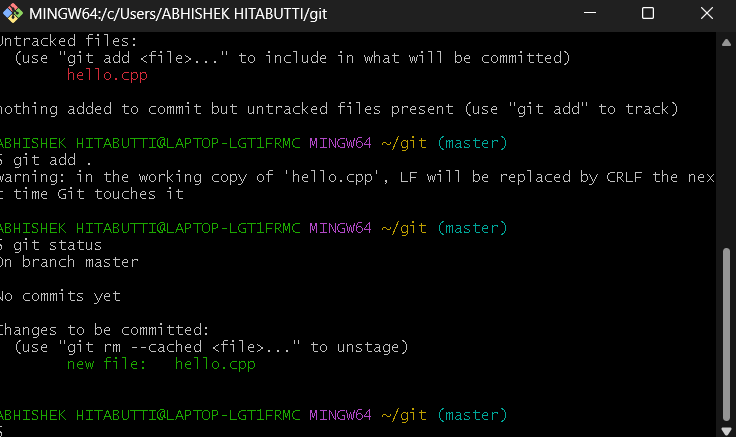 MINGW64:/c/Users/ABHISHEK HITABUTTI/git
Untracked files:
(use "git add <file>..." to include in what will be committed)
hello.cpp
nothing added to commit but untracked files present (use "git add" to track)
ABHISHEK HITABUTTI@LAPTOP-LGT1FRMC MINGW64 ~/git (master)
$ git add .
warning: in the working copy of 'hello.cpp', LF will be replaced by CRLF the nex
t time Git touches it
ABHISHEK HITABUTTI@LAPTOP-LGT1FRMC MINGW64 ~/git (master)
$ git status
On branch master
No commits yet
Changes to be committed:
(use "git rm --cached <file>..." to unstage)
new file:   hello.cpp
ABHISHEK HITABUTTI@LAPTOP-LGT1FRMC MINGW64 ~/git (master)
$